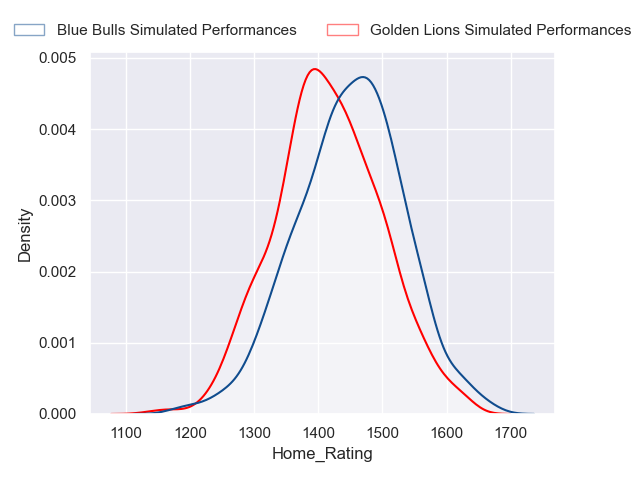 Blue Bulls Simulated Performances Golden Lions Simulated Performances
0.005
0.004
0.003
0.002
0.001
0.000
Density
1100 1200 1300 1400 1500 1600 1700
Home_Rating